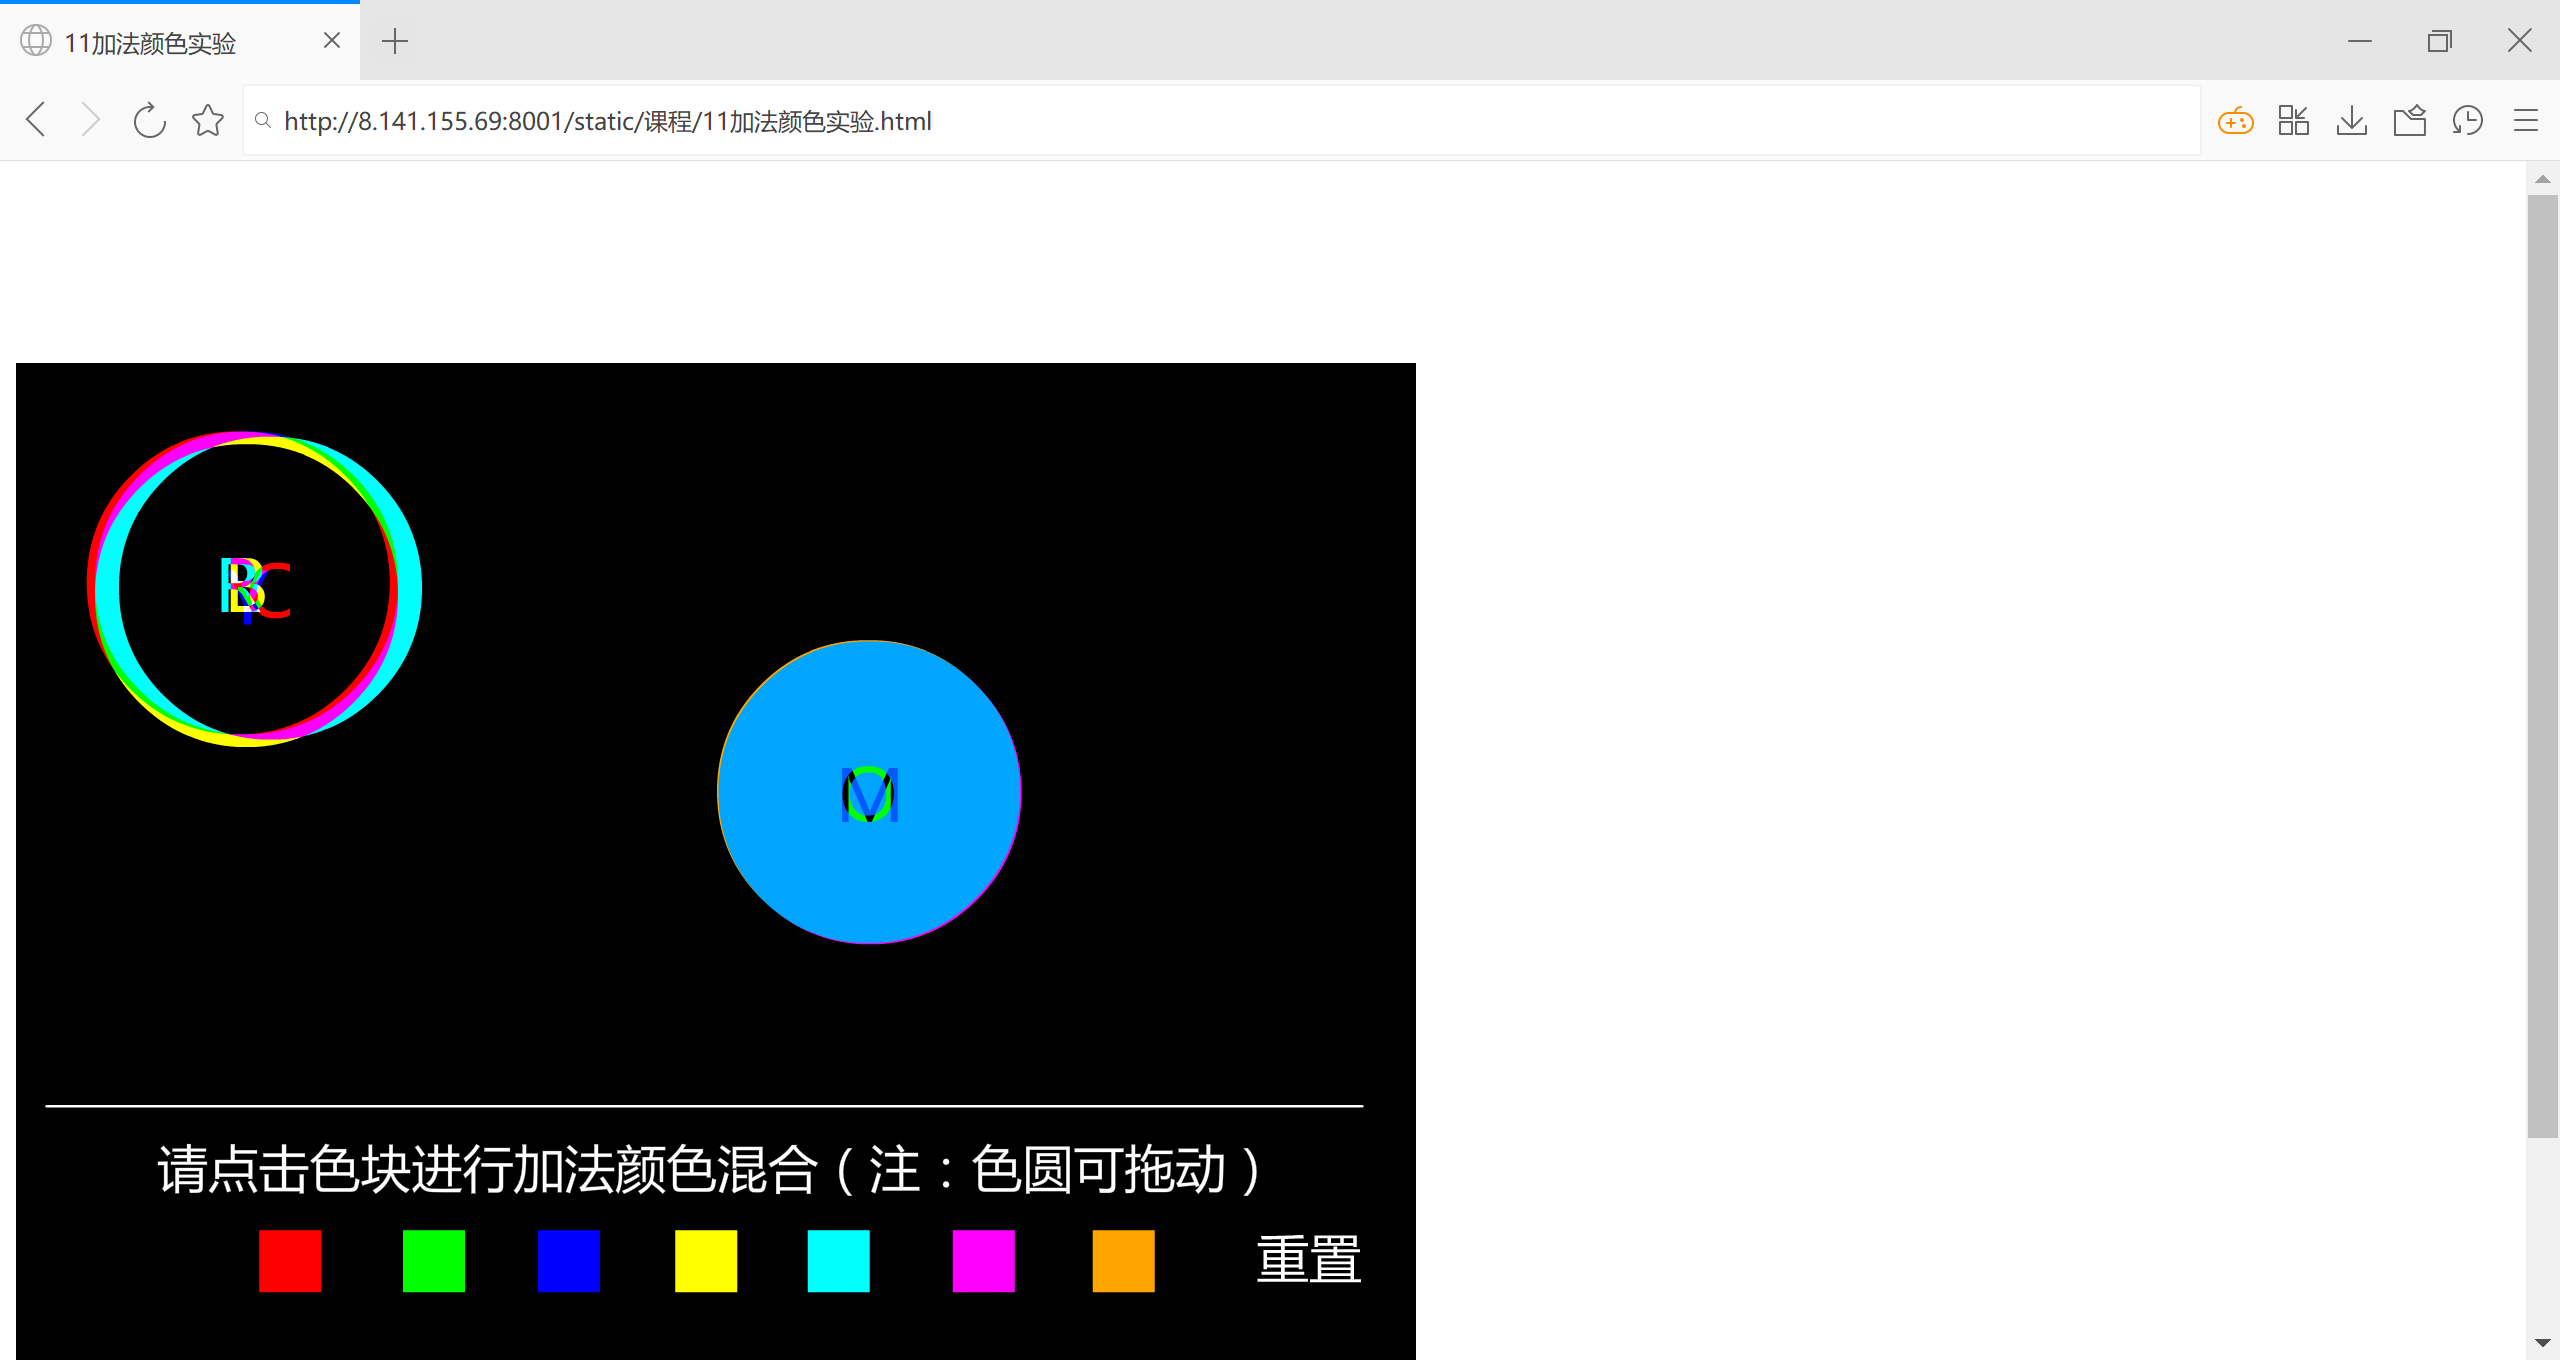 11加法颜色实验
http://8.141.155.69:8001/static/课程/11加法颜色实验.html
M
O
请点击色块进行加法颜色混合（注：色圆可拖动）
重置